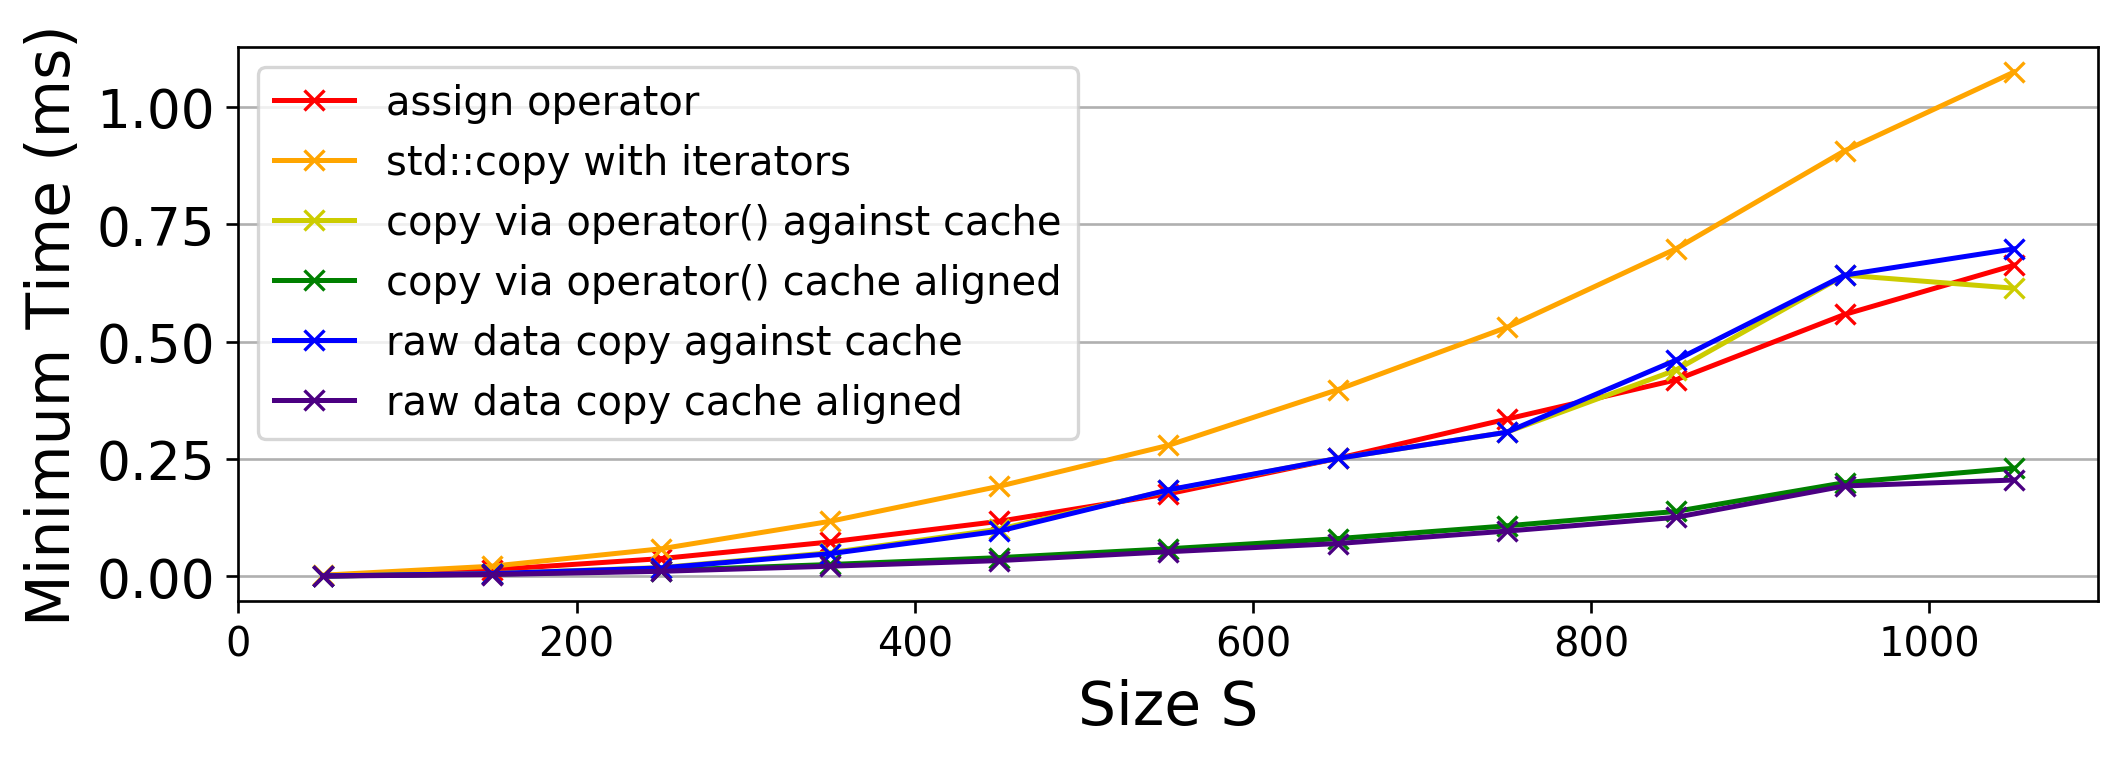 Minimum Time (ms)
1.00
0.75
0.50
0.25
0.00
assign operator
std::copy with iterators
copy via operator() against cache
copy via operator() cache aligned
raw data copy against cache
raw data copy cache aligned
0 200 400 600 800 1000
Size S